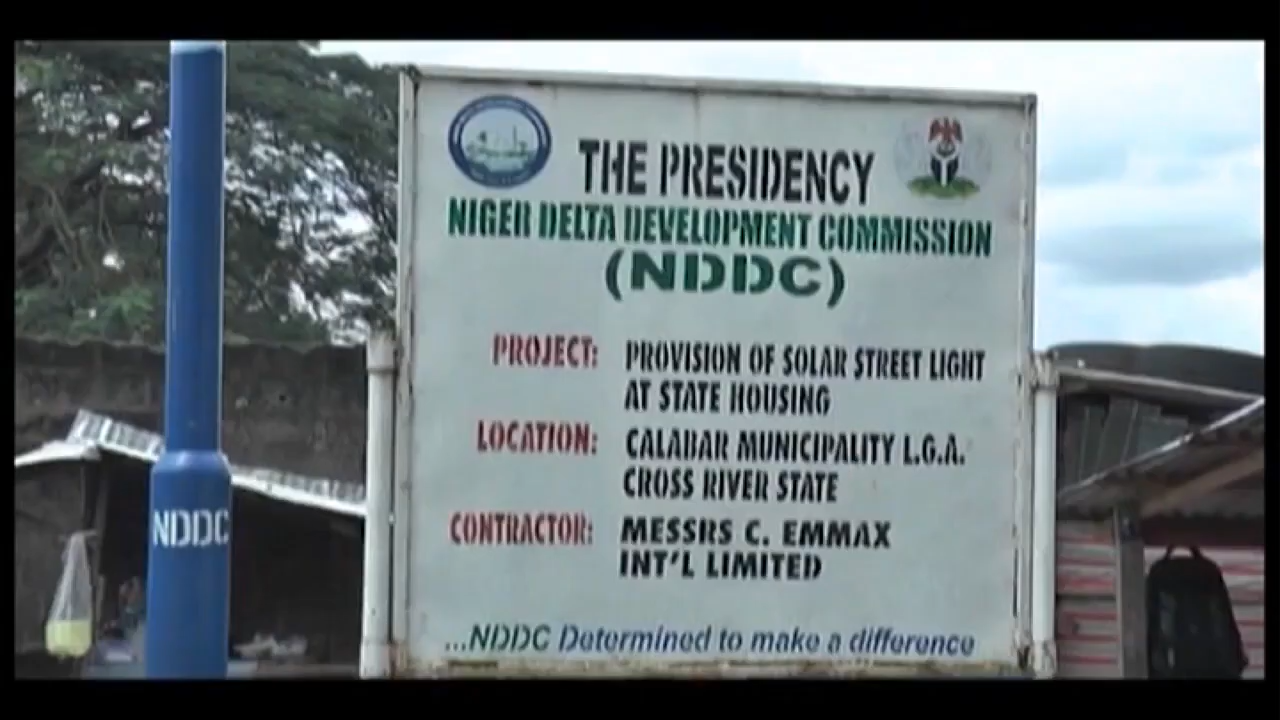 THE PRESIDENCY
NIGER DELTA DEVELOPMENT COMMISSION
(NDDC)
PROJECT: PROVISION OF SOLAR STREET LIGHT
AT STATE HOUSING
LOCATION: CALABAR MUNICIPALITY L.G.A.
CROSS RIVER STATE
CONTRACTOR: MESSRS C. EMMAX
INT'L LIMITED
...NDDC Determined to make a difference
NDDC